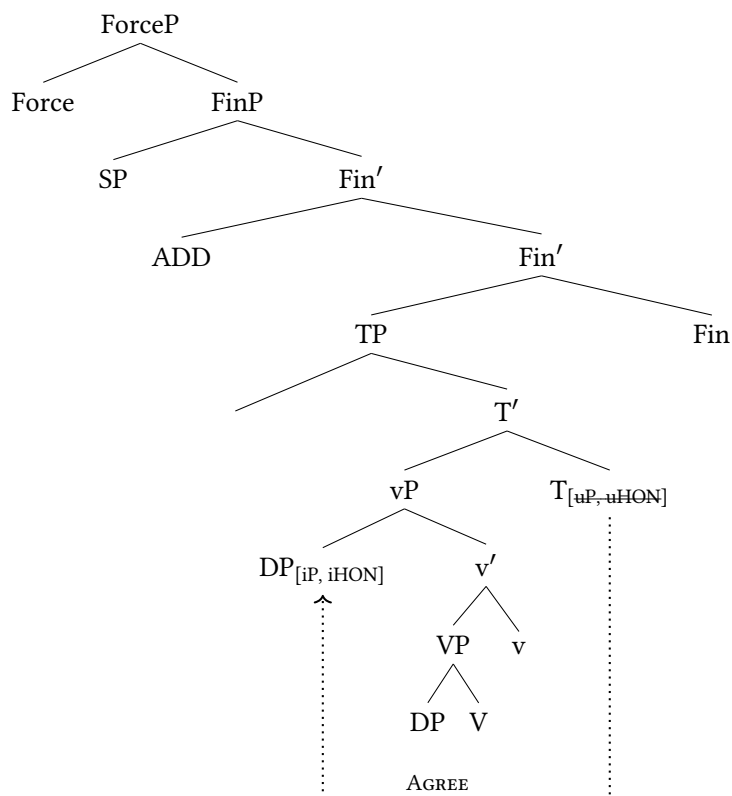 ForceP
Force FinP
SP Fin′
ADD Fin′
TP Fin
T′
vP T[uP, uHON]
DP[iP, iHON] v′
VP v
DP V
AGREE